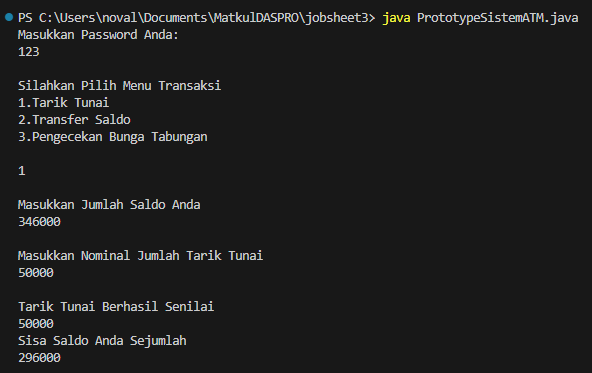 PS C:\Users\noval\Documents\MatkulDASPRO\jobsheet3> java PrototypeSistemATM.java
Masukkan Password Anda:
123
Silahkan Pilih Menu Transaksi
1.Tarik Tunai
2.Transfer Saldo
3.Pengecekan Bunga Tabungan
1
Masukkan Jumlah Saldo Anda
346000
Masukkan Nominal Jumlah Tarik Tunai
50000
Tarik Tunai Berhasil Senilai
50000
Sisa Saldo Anda Sejumlah
296000